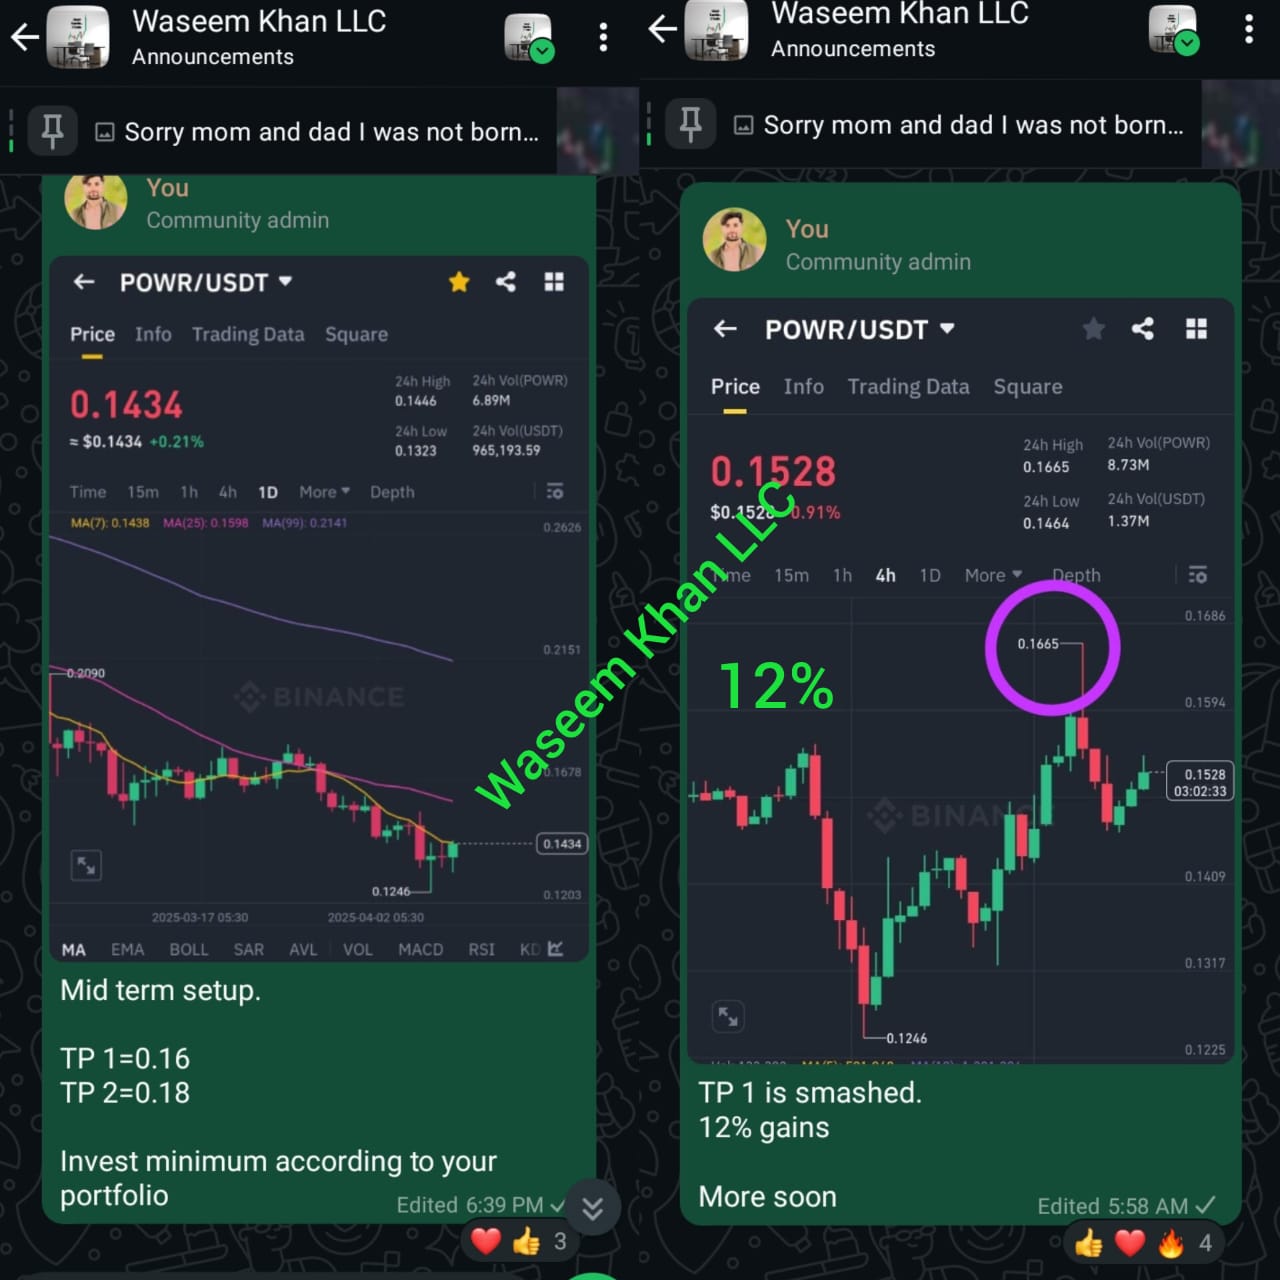 Waseem Khan LLC
Announcements
Sorry mom and dad I was not born...
You
Community admin
POWR/USDT
Price Info Trading Data Square
0.1434
≈ $0.1434 +0.21%
24h High
0.1446
24h Vol(POWR)
6.89M
24h Low
0.1323
24h Vol(USDT)
965,193.59
Time 15m 1h 4h 1D More Depth
MA(7): 0.1438 MA(25): 0.1598 MA(99): 0.2141
0.2626
0.2151
0.2090
BINANCE
0.1678
0.1434
0.1246
0.1203
2025-03-17 05:30 2025-04-02 05:30
MA EMA BOLL SAR AVL VOL MACD RSI KD
Mid term setup.
TP 1=0.16
TP 2=0.18
Invest minimum according to your
portfolio
Edited 6:39 PM
3
Waseem Khan LLC
Waseem Khan LLC
Announcements
Sorry mom and dad I was not born...
You
Community admin
POWR/USDT
Price Info Trading Data Square
0.1528
$0.1528 0.91%
24h High
0.1665
24h Vol(POWR)
8.73M
24h Low
0.1464
24h Vol(USDT)
1.37M
15m 1h 4h 1D More Depth
0.1686
0.1665
12%
0.1594
0.1528
03:02:33
BINANCE
0.1409
0.1317
0.1246
0.1225
TP 1 is smashed.
12% gains
More soon
Edited 5:58 AM
4